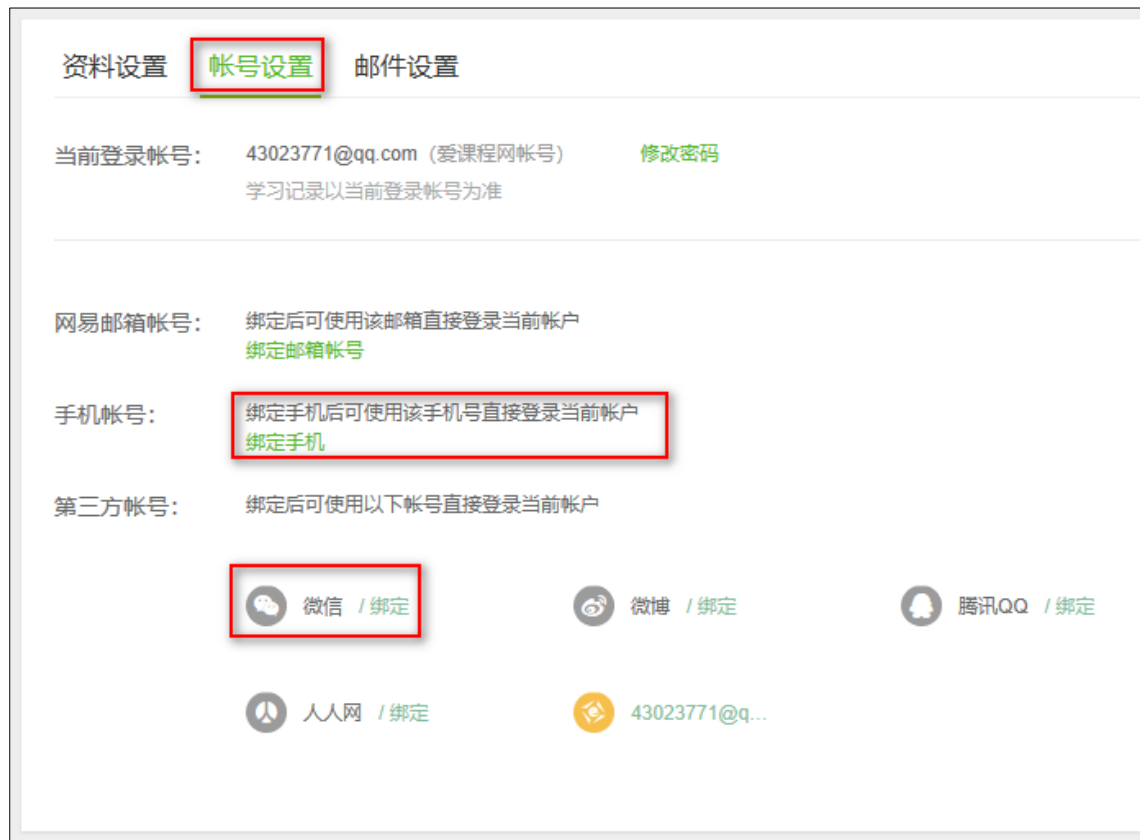 资料设置 帐号设置 邮件设置
当前登录帐号： 43023771@qq.com（爱课程网帐号） 修改密码
学习记录以当前登录帐号为准
网易邮箱帐号： 绑定后可使用该邮箱直接登录当前帐户
绑定邮箱帐号
手机帐号： 绑定手机后可使用该手机号直接登录当前帐户
绑定手机
第三方帐号： 绑定后可使用以下帐号直接登录当前帐户
微信 / 绑定 微博 / 绑定 腾讯QQ / 绑定
人人网 / 绑定 43023771@q...